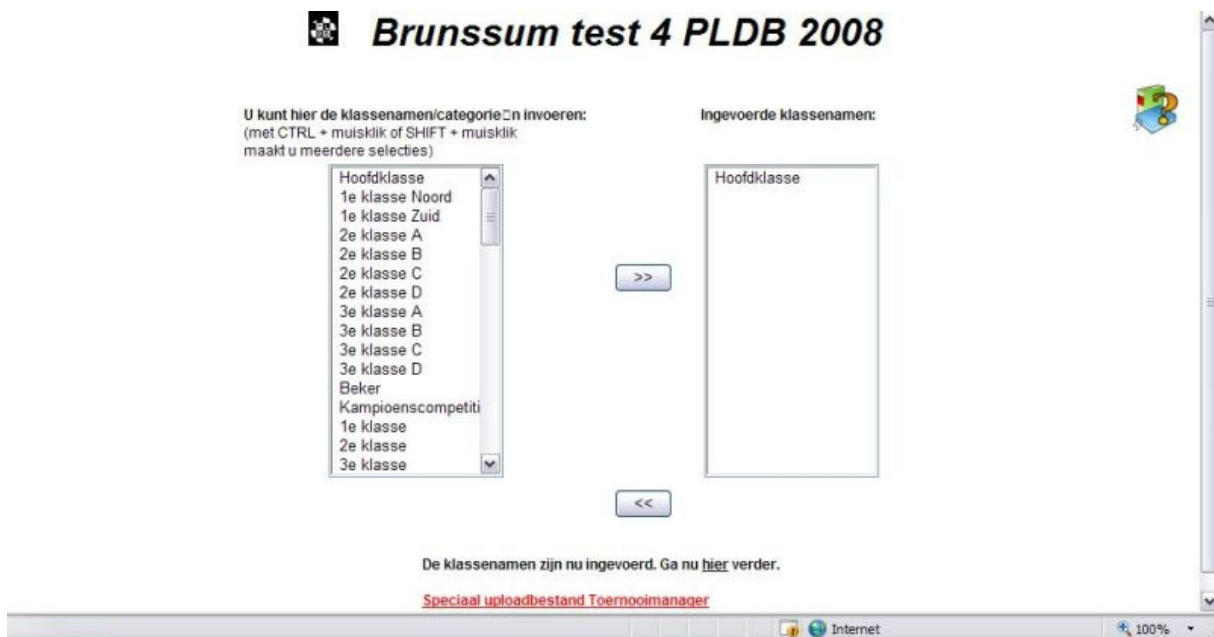 Brunssum test 4 PLDB 2008
U kunt hier de klassenamen/categorie□n invoeren:
(met CTRL + muisklik of SHIFT + muisklik
maakt u meerdere selecties)
Hoofdklasse
1e klasse Noord
1e klasse Zuid
2e klasse A
2e klasse B
2e klasse C
2e klasse D
3e klasse A
3e klasse B
3e klasse C
3e klasse D
Beker
Kampioenscompetiti
1e klasse
2e klasse
3e klasse
>>
<<
Ingevoerde klassenamen:
Hoofdklasse
De klassenamen zijn nu ingevoerd. Ga nu hier verder.
Speciaal uploadbestand Toernooimanager
Internet
100%